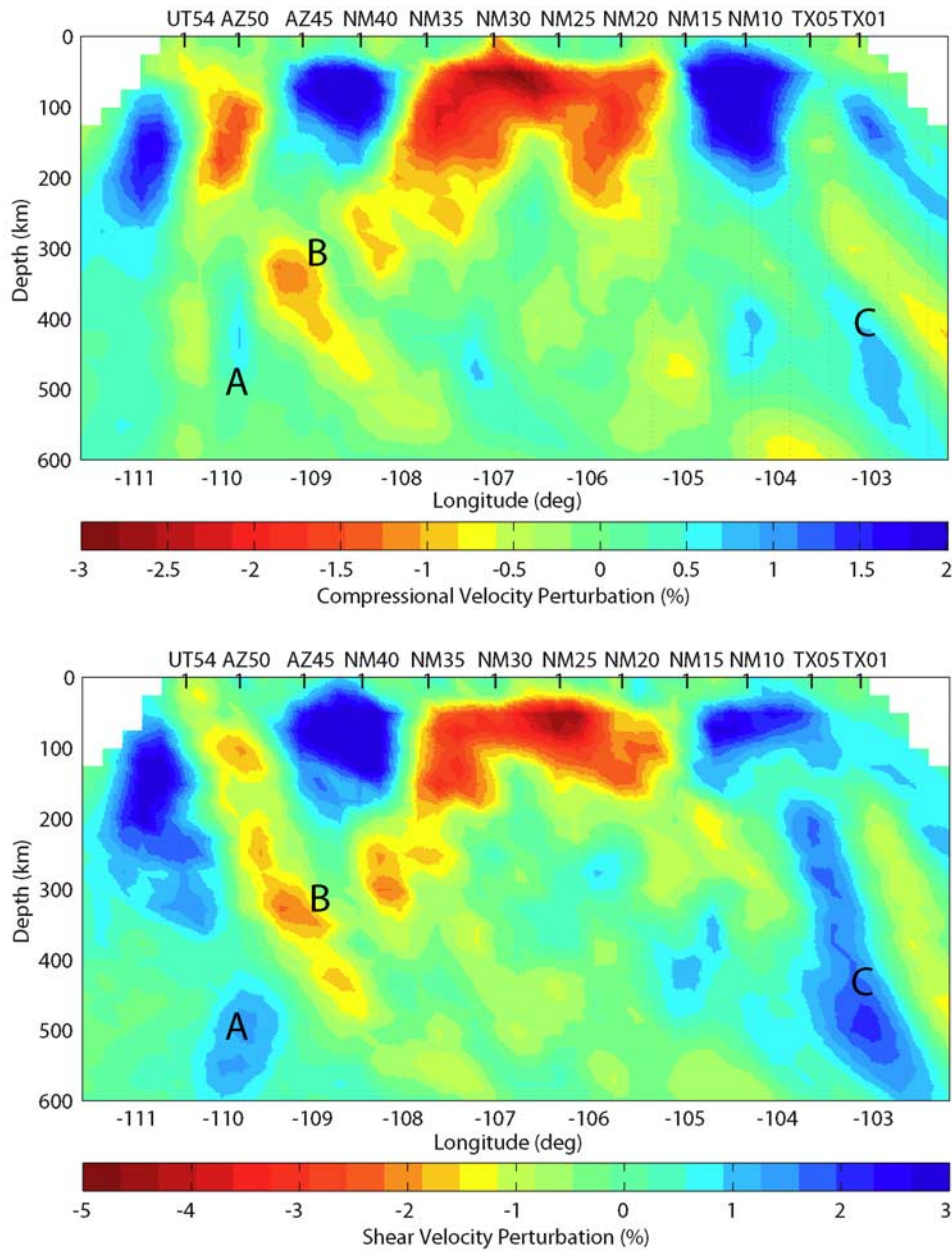 UT54 AZ50 AZ45 NM40 NM35 NM30 NM25 NM20 NM15 NM10 TX05 TX01
0
100
200
300
400
500
600
Depth (km)
B
C
A
-111 -110 -109 -108 -107 -106 -105 -104 -103
Longitude (deg)
-3 -2.5 -2 -1.5 -1 -0.5 0 0.5 1 1.5 2
Compressional Velocity Perturbation (%)
UT54 AZ50 AZ45 NM40 NM35 NM30 NM25 NM20 NM15 NM10 TX05 TX01
0
100
200
300
400
500
600
Depth (km)
B
C
A
-111 -110 -109 -108 -107 -106 -105 -104 -103
Longitude (deg)
-5 -4 -3 -2 -1 0 1 2 3
Shear Velocity Perturbation (%)